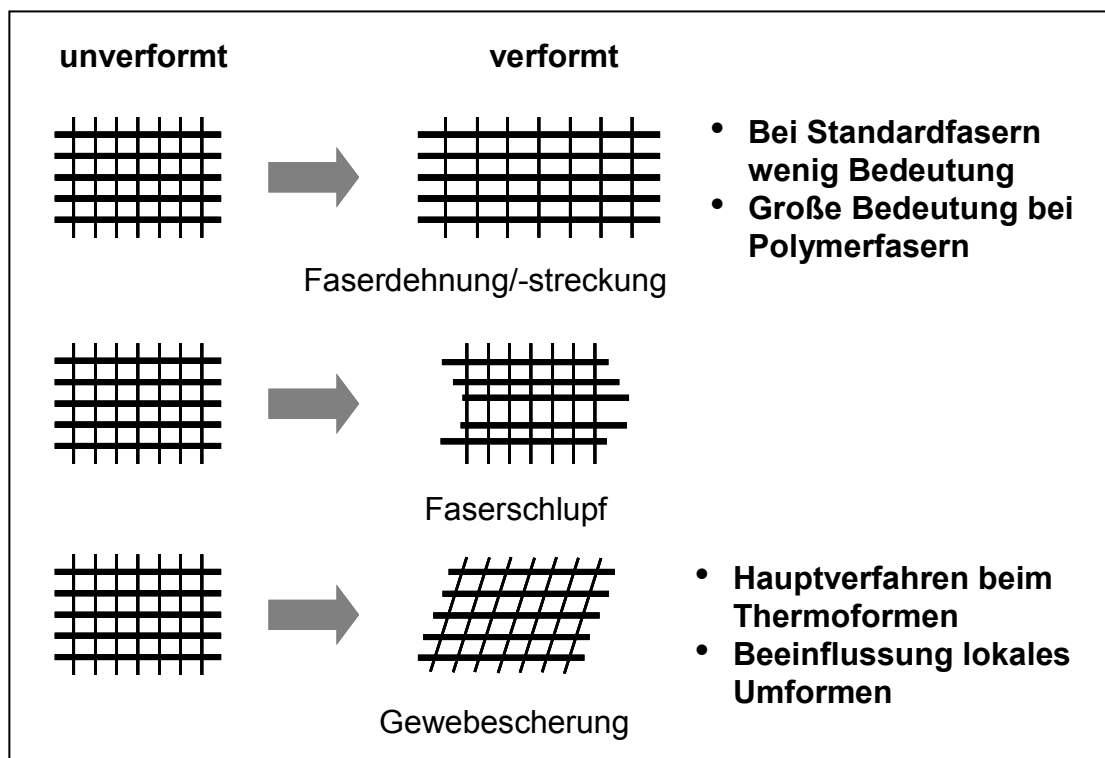 unverformt
verformt
• Bei Standardfasern
wenig Bedeutung
• Große Bedeutung bei
Polymerfasern
Faserdehnung/-streckung
Faserschlupf
• Hauptverfahren beim
Thermoformen
• Beeinflussung lokales
Umformen
Gewebescherung